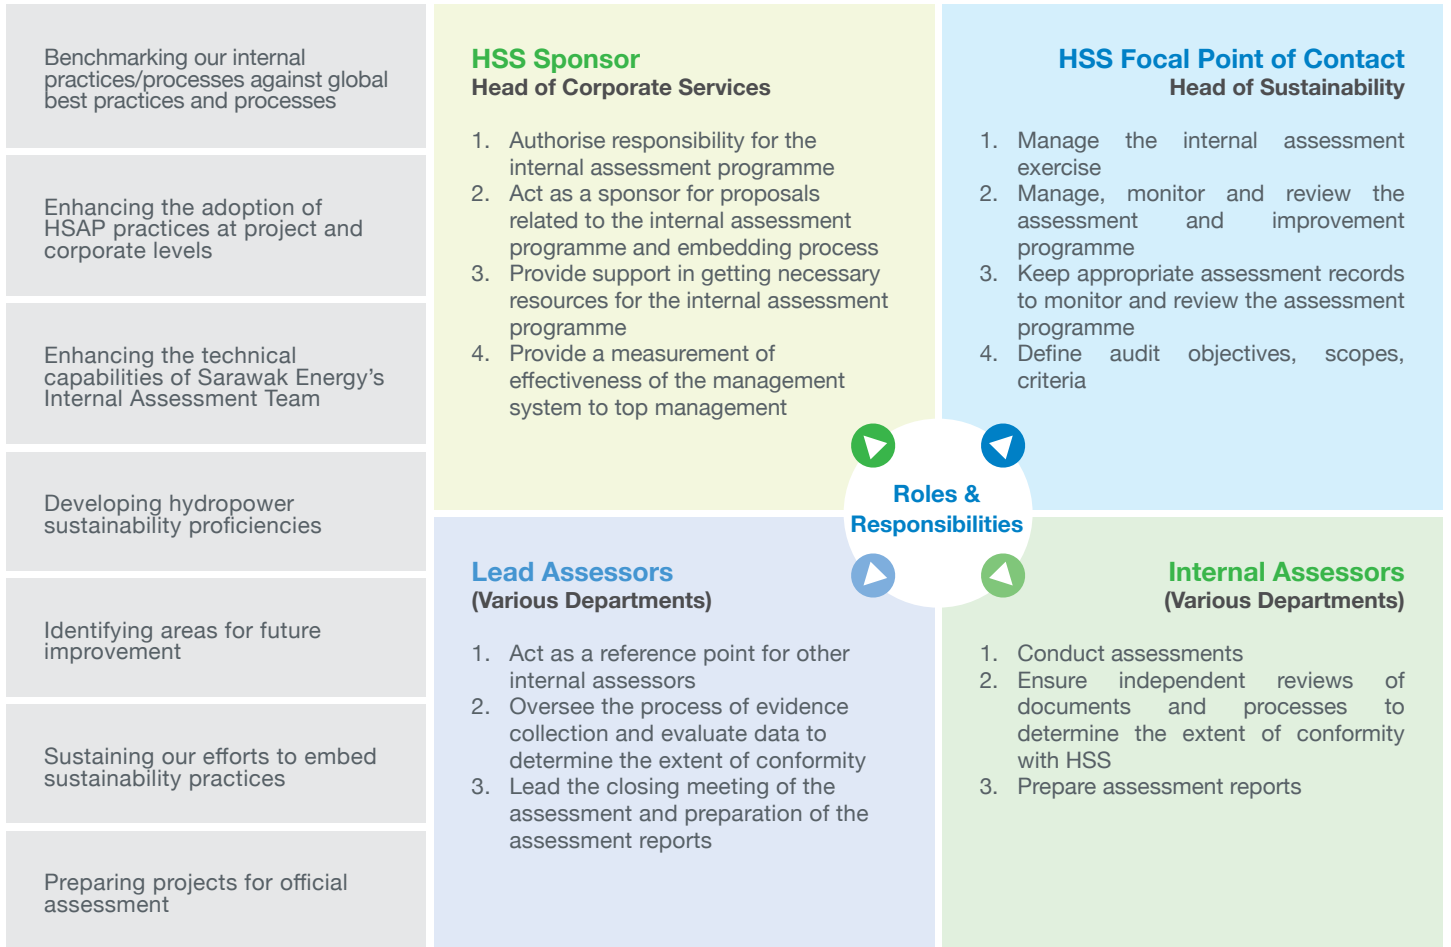 Benchmarking our internal
practices/processes against global
best practices and processes
Enhancing the adoption of
HSAP practices at project and
corporate levels
Enhancing the technical
capabilities of Sarawak Energy’s
Internal Assessment Team
Developing hydropower
sustainability proficiencies
Identifying areas for future
improvement
Sustaining our efforts to embed
sustainability practices
Preparing projects for official
assessment
HSS Sponsor
Head of Corporate Services
1. Authorise responsibility for the
internal assessment programme
2. Act as a sponsor for proposals
related to the internal assessment
programme and embedding process
3. Provide support in getting necessary
resources for the internal assessment
programme
4. Provide a measurement of
effectiveness of the management
system to top management
HSS Focal Point of Contact
Head of Sustainability
1. Manage the internal assessment
exercise
2. Manage, monitor and review the
assessment and improvement
programme
3. Keep appropriate assessment records
to monitor and review the assessment
programme
4. Define audit objectives, scopes,
criteria
Roles &
Responsibilities
Lead Assessors
(Various Departments)
1. Act as a reference point for other
internal assessors
2. Oversee the process of evidence
collection and evaluate data to
determine the extent of conformity
3. Lead the closing meeting of the
assessment and preparation of the
assessment reports
Internal Assessors
(Various Departments)
1. Conduct assessments
2. Ensure independent reviews of
documents and processes to
determine the extent of conformity
with HSS
3. Prepare assessment reports